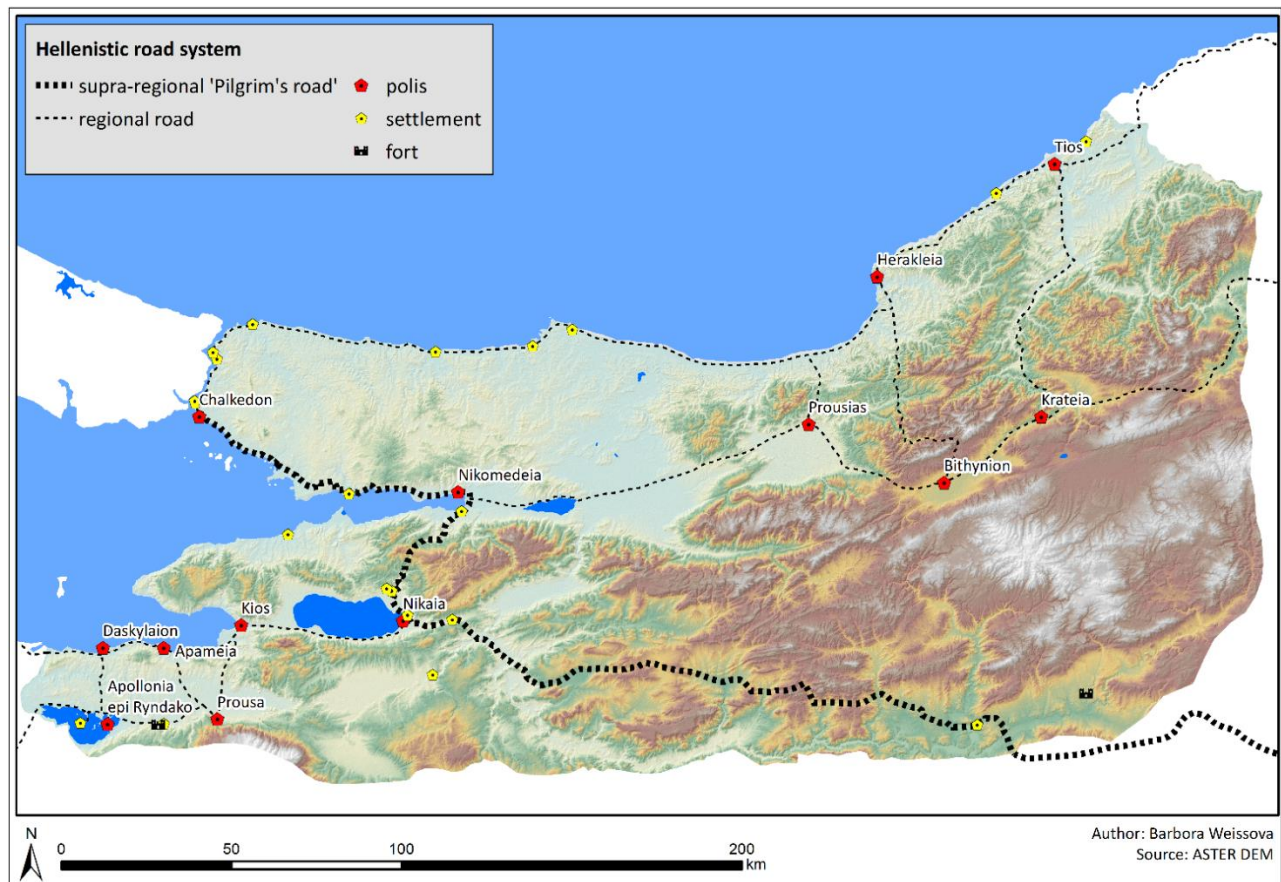 Hellenistic road system
supra-regional 'Pilgrim's road'
polis
regional road
settlement
fort
Tios
Herakleia
Chalkedon
Prousias
Krateia
Bithynion
Nikomedeia
Kios
Nikaia
Daskylaion
Apameia
Apollonia
epi Ryndako
Prousa
N
0
50
100
200
km
Author: Barbora Weissova
Source: ASTER DEM